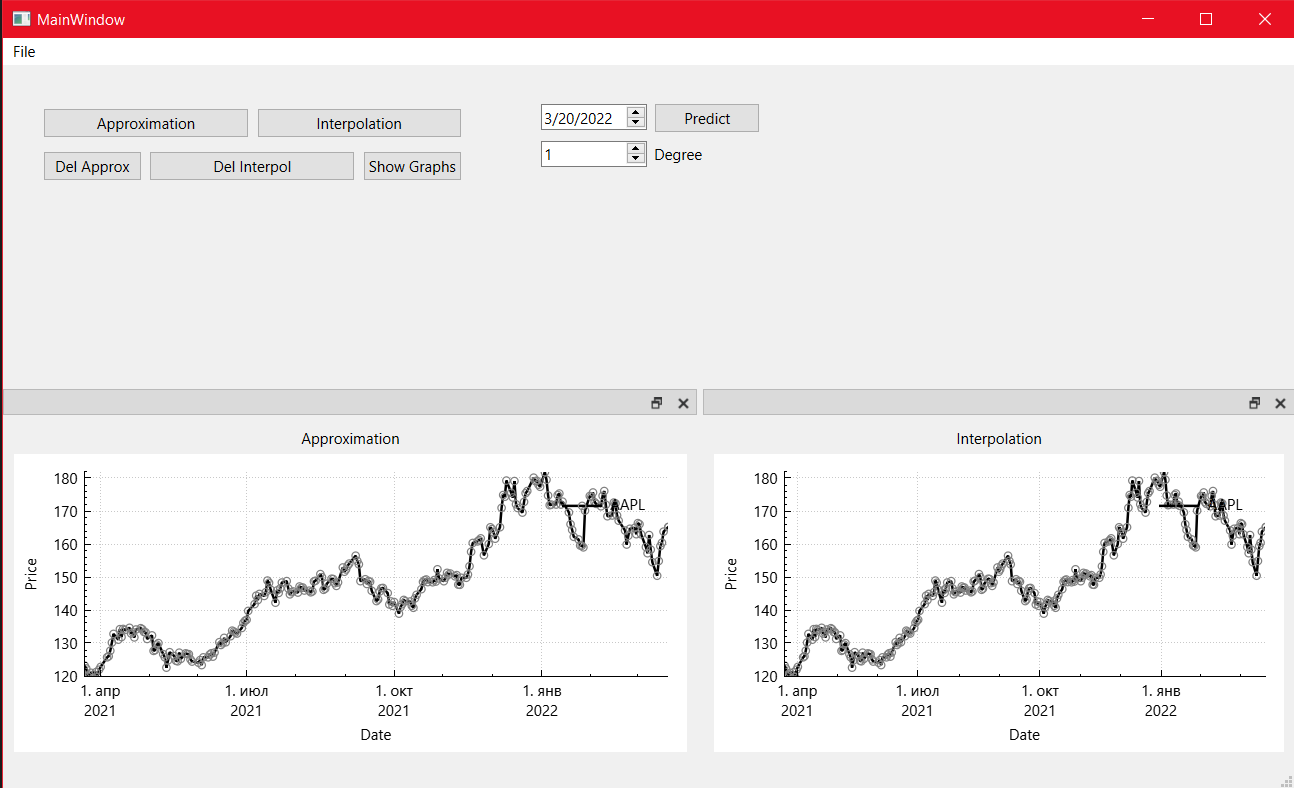 MainWindow
File
Approximation Interpolation 3/20/2022 Predict
Del Approx Del Interpol Show Graphs 1 Degree
Approximation
180
170
160
150
140
130
120
Price
1. апр 1. июл 1. окт 1. янв
2021 2021 2021 2022
Date
Interpolation
180
170
160
150
140
130
120
Price
1. апр 1. июл 1. окт 1. янв
2021 2021 2021 2022
Date